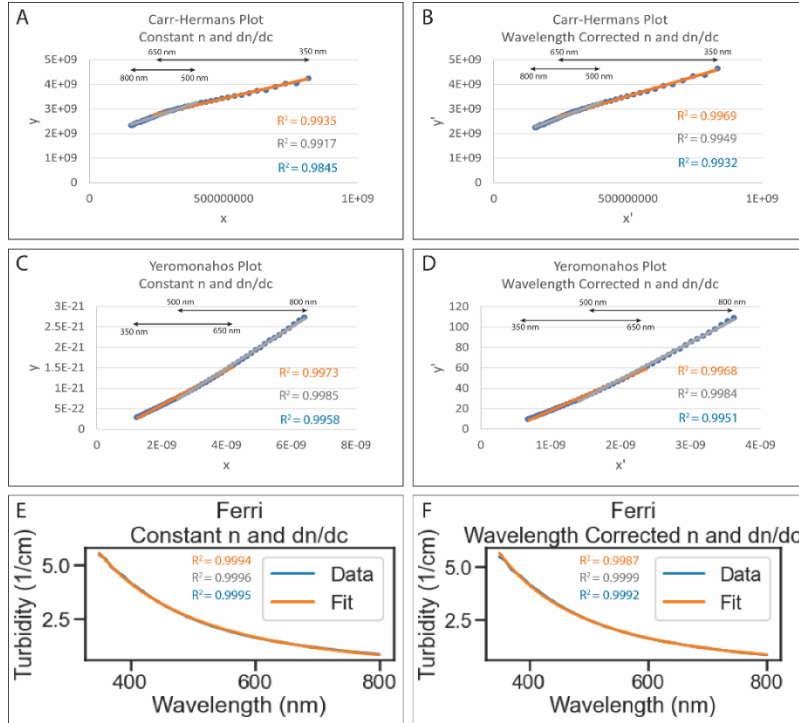 A
Carr-Hermans Plot
Constant n and dn/dc
650 nm
350 nm
800 nm
500 nm
5E+09
4E+09
3E+09
2E+09
1E+09
0
y
R² = 0.9935
R² = 0.9917
R² = 0.9845
0
500000000
1E+09
x
B
Carr-Hermans Plot
Wavelength Corrected n and dn/dc
650 nm
350 nm
800 nm
500 nm
5E+09
4E+09
3E+09
2E+09
1E+09
0
y'
R² = 0.9969
R² = 0.9949
R² = 0.9932
0
500000000
1E+09
x'
C
Yeromonahos Plot
Constant n and dn/dc
500 nm
800 nm
350 nm
650 nm
3E-21
2.5E-21
2E-21
1.5E-21
1E-21
5E-22
0
y
R² = 0.9973
R² = 0.9985
R² = 0.9958
0
2E-09
4E-09
6E-09
8E-09
x
D
Yeromonahos Plot
Wavelength Corrected n and dn/dc
500 nm
800 nm
350 nm
650 nm
120
100
80
60
40
20
0
y'
R² = 0.9968
R² = 0.9984
R² = 0.9951
0
1E-09
2E-09
3E-09
4E-09
x'
E
Ferri
Constant n and dn/dc
Turbidity (1/cm)
5.0
2.5
R² = 0.9994
R² = 0.9996
R² = 0.9995
Data
Fit
400
600
800
Wavelength (nm)
F
Ferri
Wavelength Corrected n and dn/dc
Turbidity (1/cm)
5.0
2.5
R² = 0.9987
R² = 0.9999
R² = 0.9992
Data
Fit
400
600
800
Wavelength (nm)